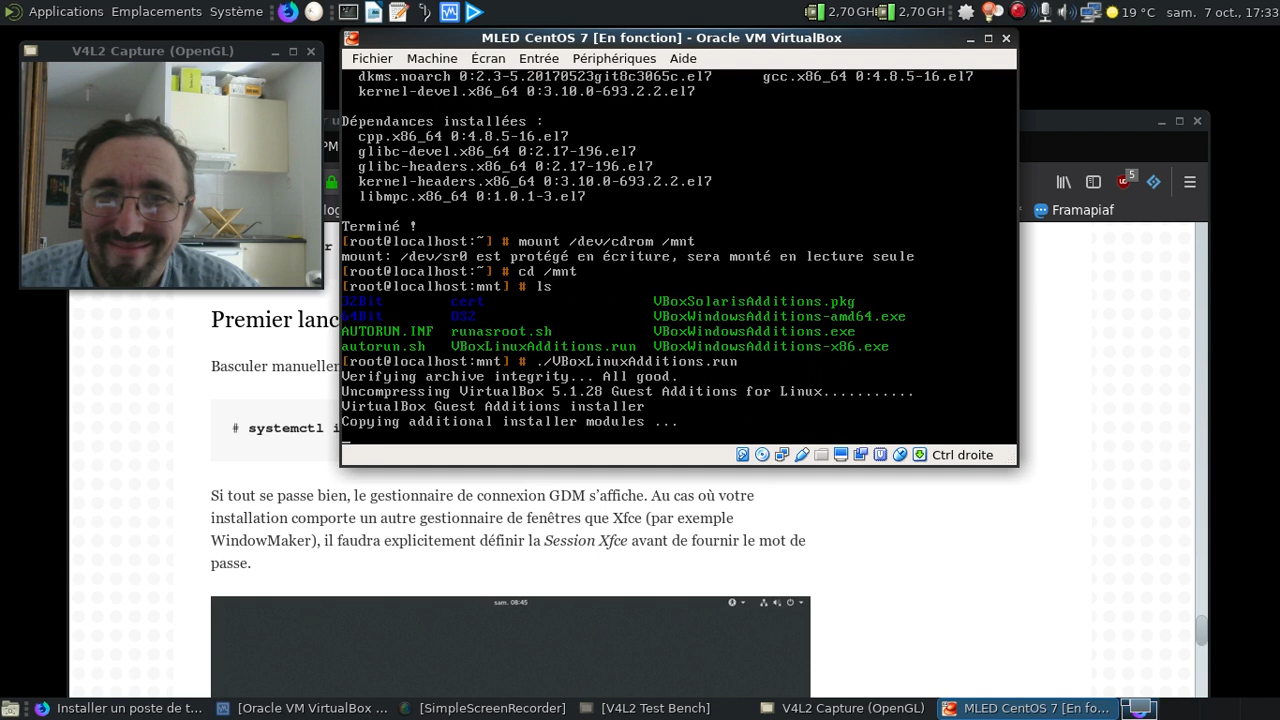 Applications Emplacements Système
2,70 GH 2,70 GH
19 °C sam. 7 oct., 17:33
V4L2 Capture (OpenGL)
MLED CentOS 7 [En fonction] - Oracle VM VirtualBox
Fichier Machine Écran Entrée Périphériques Aide
dkms.noarch 0:2.3-5.20170523git8c3065c.el7 gcc.x86_64 0:4.8.5-16.el7
kernel-devel.x86_64 0:3.10.0-693.2.2.el7
Dépendances installées :
cpp.x86_64 0:4.8.5-16.el7
glibc-devel.x86_64 0:2.17-196.el7
glibc-headers.x86_64 0:2.17-196.el7
kernel-headers.x86_64 0:3.10.0-693.2.2.el7
libmpc.x86_64 0:1.0.1-3.el7
Terminé !
[root@localhost:~] # mount /dev/cdrom /mnt
mount: /dev/sr0 est protégé en écriture, sera monté en lecture seule
[root@localhost:~] # cd /mnt
[root@localhost:mnt] # ls
32Bit cert VBoxSolarisAdditions.pkg
64Bit OS2 VBoxWindowsAdditions-amd64.exe
AUTORUN.INF runasroot.sh VBoxWindowsAdditions.exe
autorun.sh VBoxLinuxAdditions.run VBoxWindowsAdditions-x86.exe
[root@localhost:mnt] # ./VBoxLinuxAdditions.run
Verifying archive integrity... All good.
Uncompressing VirtualBox 5.1.28 Guest Additions for Linux...........
VirtualBox Guest Additions installer
Copying additional installer modules ...
Ctrl droite
5
Framapiaf
Premier lanc
Basculer manuellen
# systemctl i
Si tout se passe bien, le gestionnaire de connexion GDM s’affiche. Au cas où votre
installation comporte un autre gestionnaire de fenêtres que Xfce (par exemple
WindowMaker), il faudra explicitement définir la Session Xfce avant de fournir le mot de
passe.
sam. 08:45
Installer un poste de t... [Oracle VM VirtualBox ... [SimpleScreenRecorder] [V4L2 Test Bench] V4L2 Capture (OpenGL) MLED CentOS 7 [En fo...